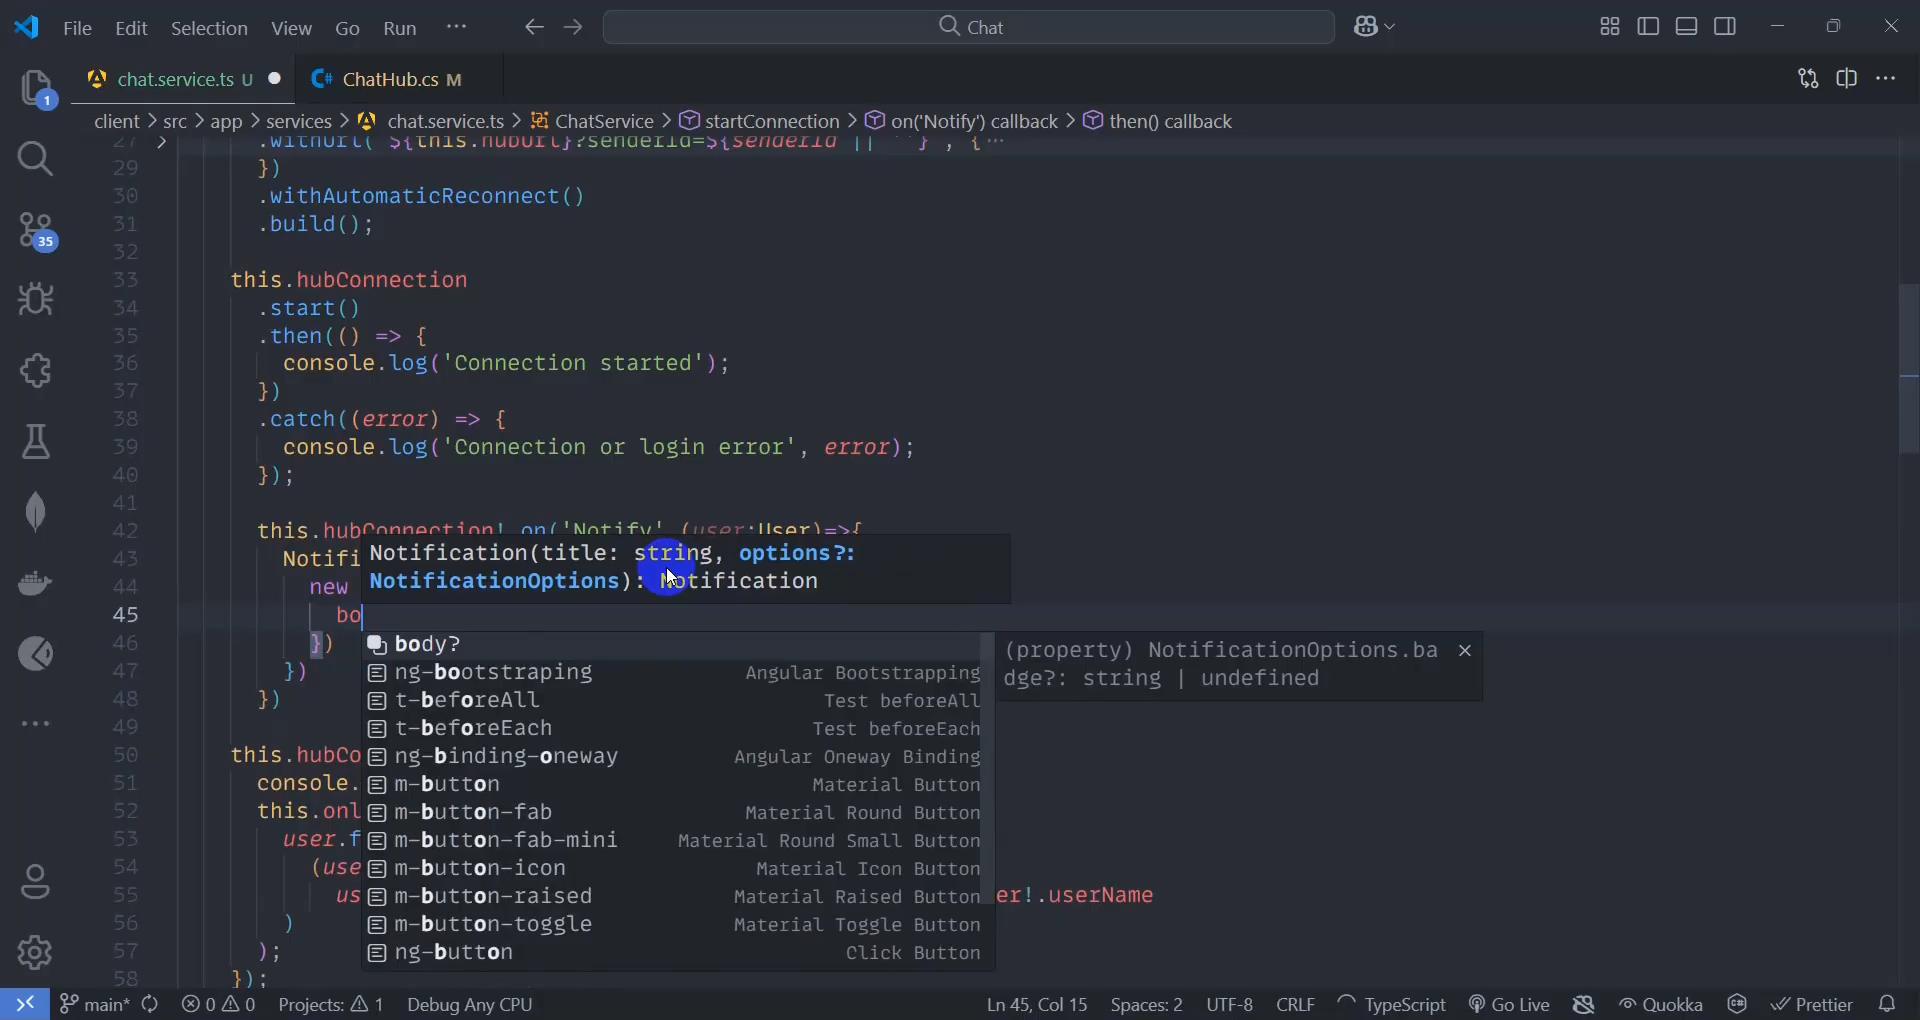 File Edit Selection View Go Run ··· Chat
chat.service.ts U ChatHub.cs M
client > src > app > services > chat.service.ts > ChatService > startConnection > on('Notify') callback > then() callback
27 .withUrl(`${this.hubUrl}?senderId=${senderId || ''}`, {···
29 })
30 .withAutomaticReconnect()
31 .build();
32
33 this.hubConnection
34 .start()
35 .then(() => {
36 console.log('Connection started');
37 })
38 .catch((error) => {
39 console.log('Connection or login error', error);
40 });
41
42 this.hubConnection!.on('Notify',(user:User)=>{
43 Notifi
Notification(title: string, options?:
NotificationOptions): Notification
44 new
45 bo
46 })
47 })
48 })
49
50 this.hubCo
51 console.
52 this.onl
53 user.f
54 (use
55 us er!.userName
56 )
57 );
58 });
body?
ng-bootstraping Angular Bootstrapping
t-beforeAll Test beforeAll
t-beforeEach Test beforeEach
ng-binding-oneway Angular Oneway Binding
m-button Material Button
m-button-fab Material Round Button
m-button-fab-mini Material Round Small Button
m-button-icon Material Icon Button
m-button-raised Material Raised Button
m-button-toggle Material Toggle Button
ng-button Click Button
(property) NotificationOptions.ba
dge?: string | undefined
1
35
main* 0 0 Projects: 1 Debug Any CPU Ln 45, Col 15 Spaces: 2 UTF-8 CRLF TypeScript Go Live Quokka Prettier